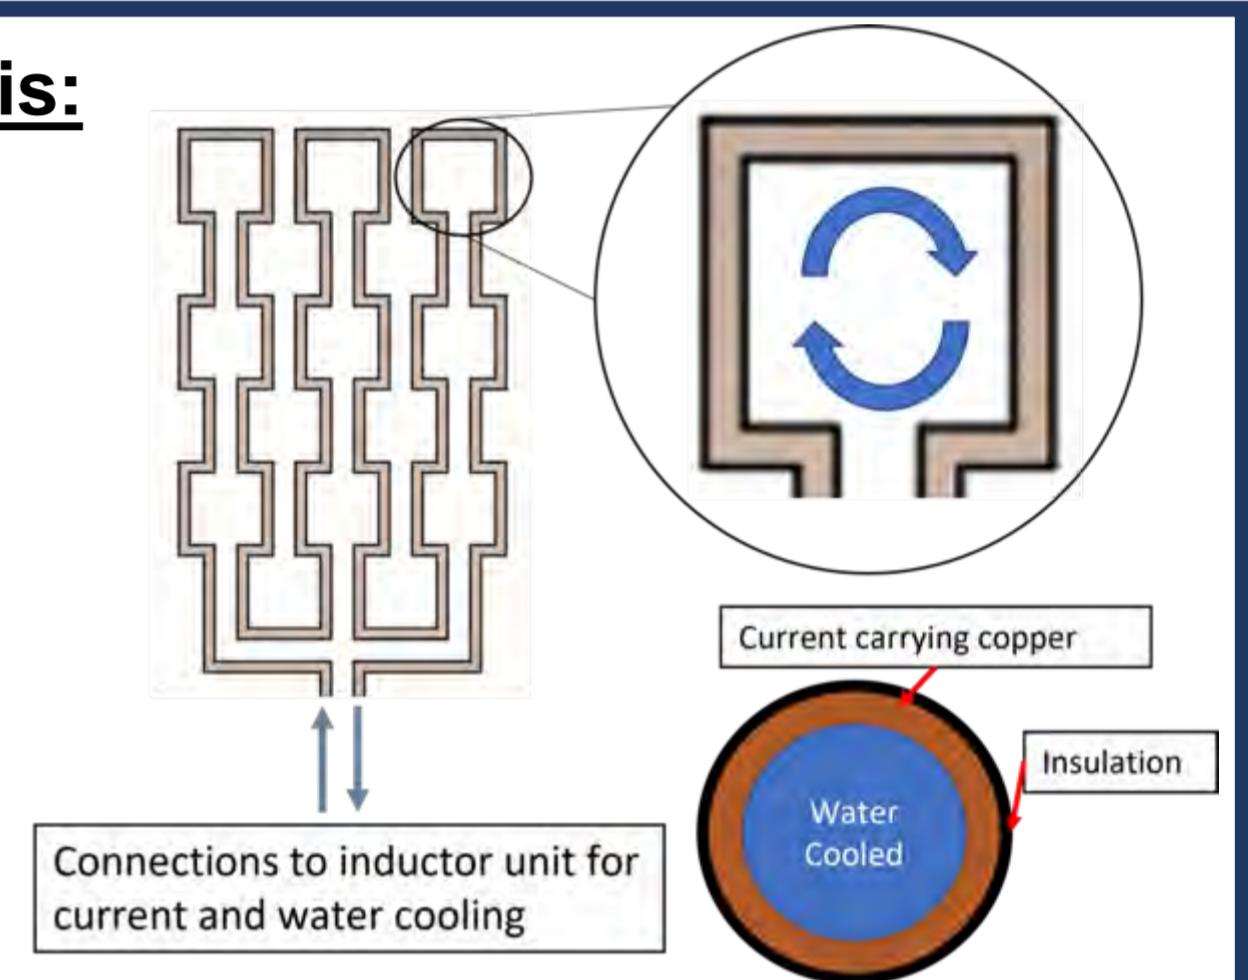 is:
Current carrying copper
Insulation
Water
Cooled
Connections to inductor unit for
current and water cooling